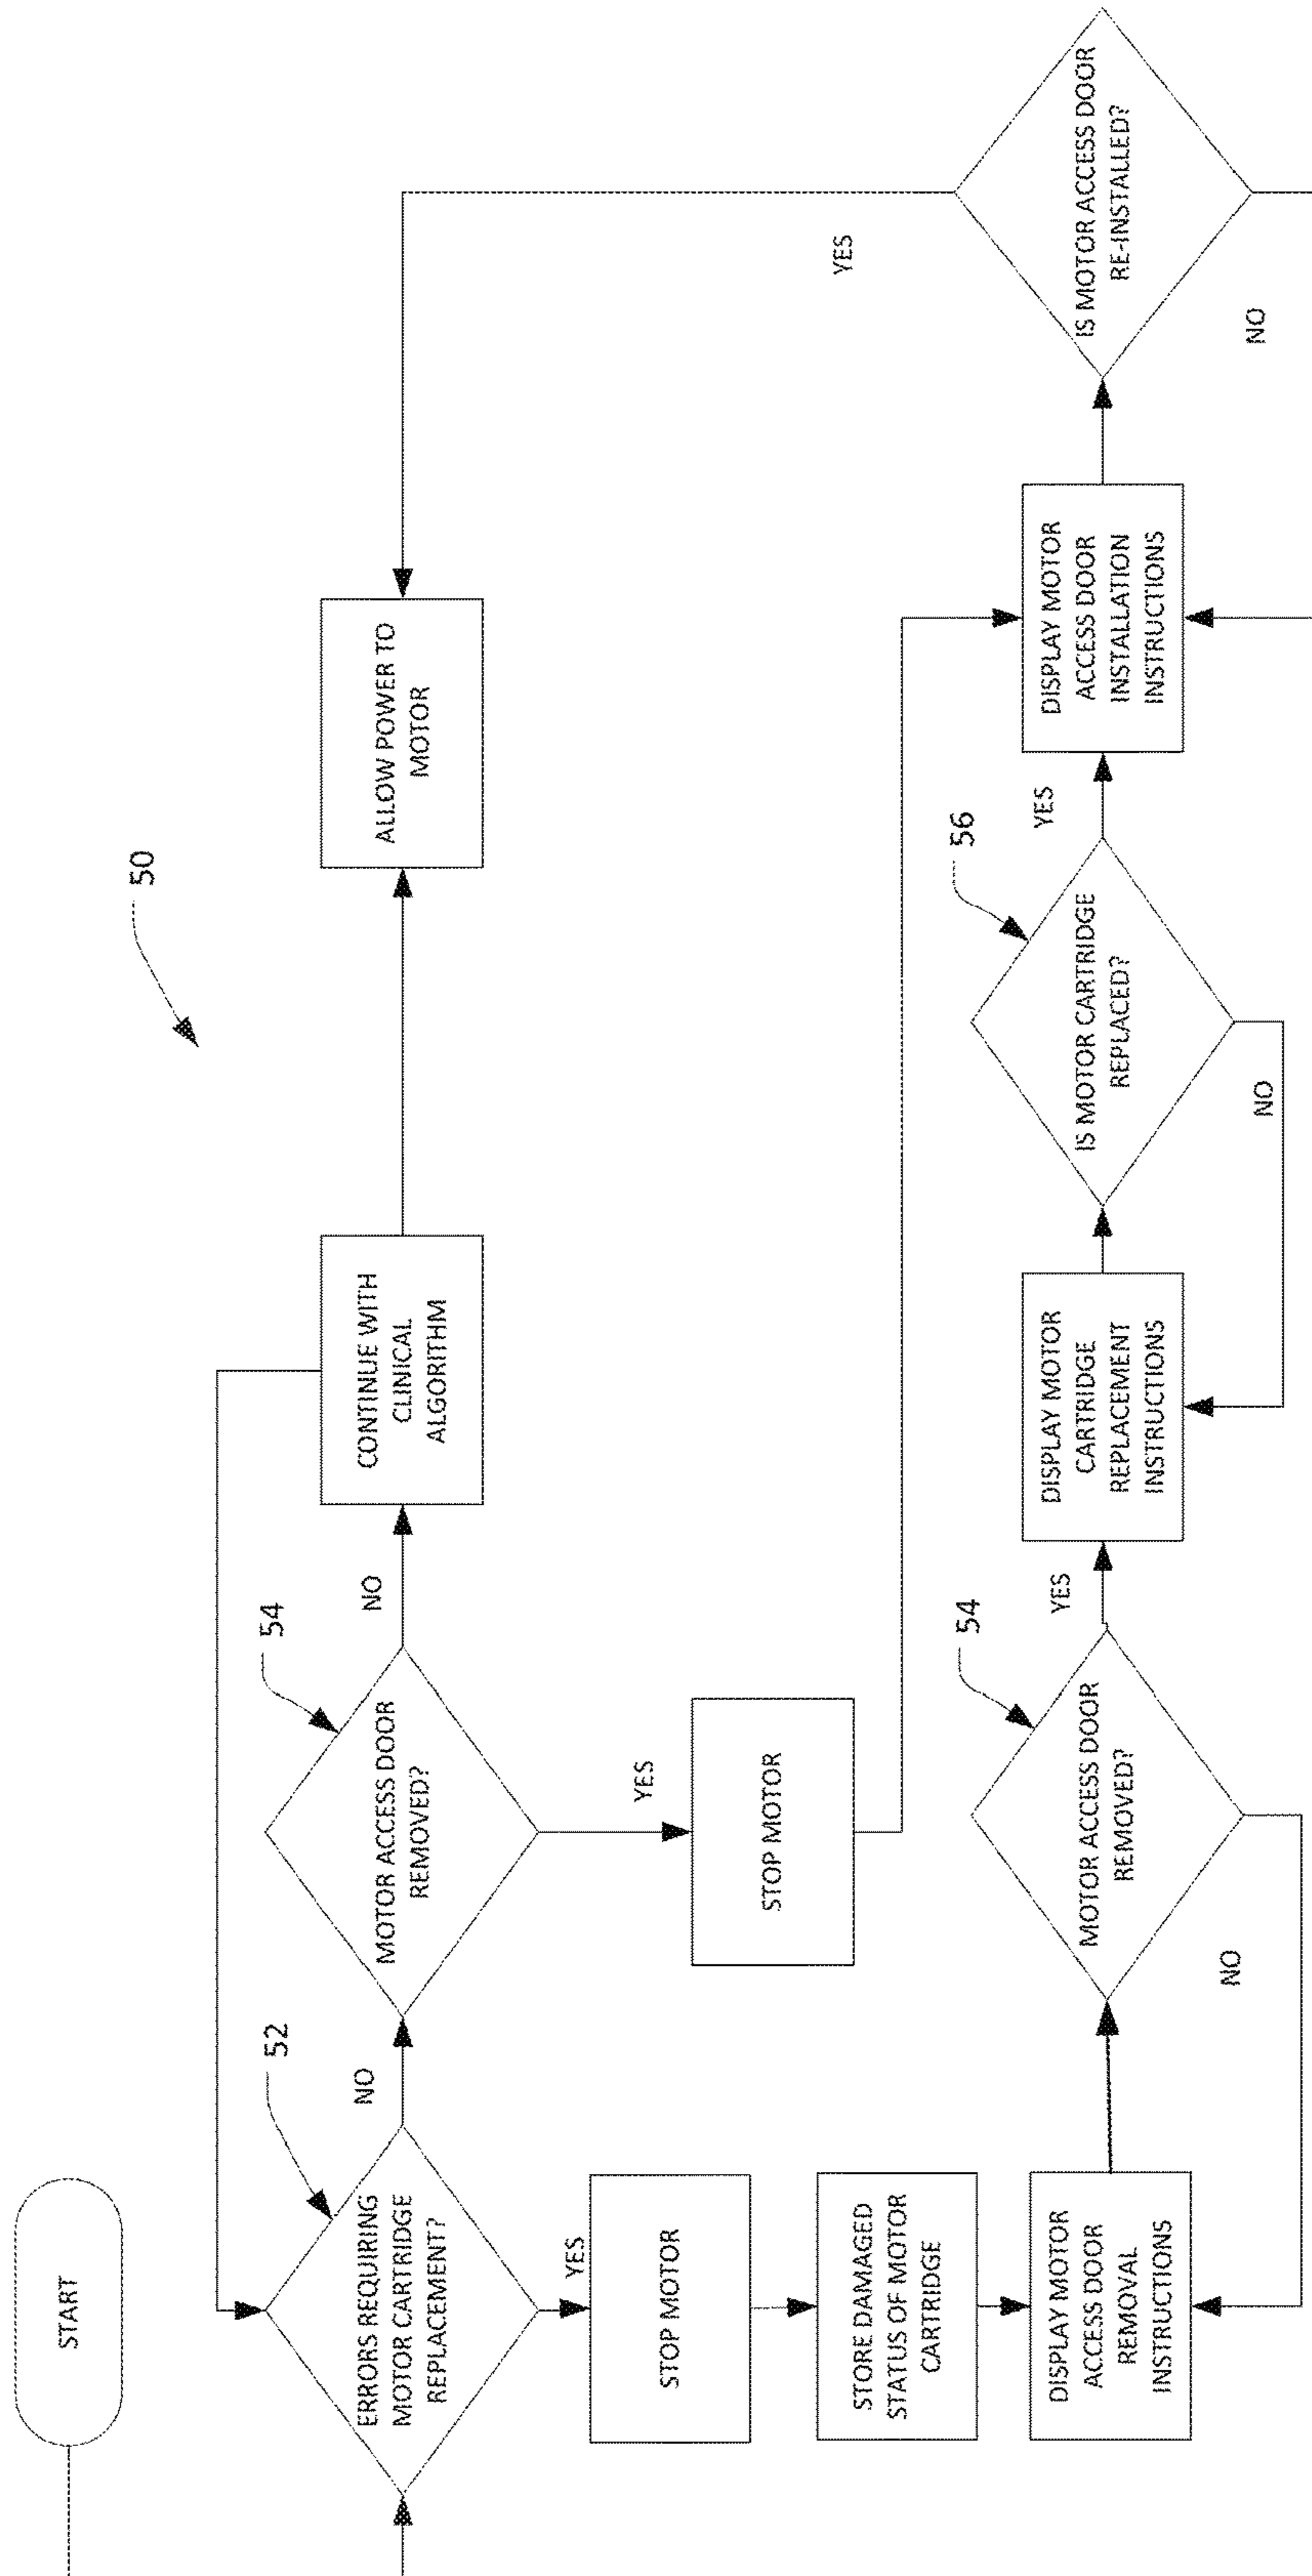 START
50
ERRORS REQUIRING
MOTOR CARTRIDGE
REPLACEMENT?
52
NO
MOTOR ACCESS DOOR
REMOVED?
54
NO
CONTINUE WITH
CLINICAL
ALGORITHM
ALLOW POWER TO
MOTOR
YES
STOP MOTOR
YES
STOP MOTOR
YES
STORE DAMAGED
STATUS OF MOTOR
CARTRIDGE
DISPLAY MOTOR
ACCESS DOOR
REMOVAL
INSTRUCTIONS
MOTOR ACCESS DOOR
REMOVED?
54
NO
YES
DISPLAY MOTOR
CARTRIDGE
REPLACEMENT
INSTRUCTIONS
IS MOTOR CARTRIDGE
REPLACED?
56
NO
YES
DISPLAY MOTOR
ACCESS DOOR
INSTALLATION
INSTRUCTIONS
IS MOTOR ACCESS DOOR
RE-INSTALLED?
NO